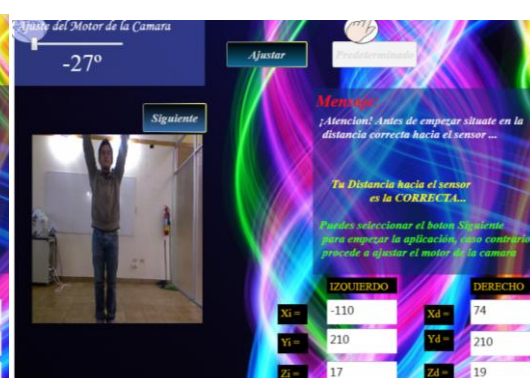 Ajuste del Motor de la Camara
-27º
Ajustar
Predeterminado
Siguiente
Mensaje:
¡Atencion! Antes de empezar situate en la
distancia correcta hacia el sensor ...
Tu Distancia hacia el sensor
es la CORRECTA...
Puedes seleccionar el boton Siguiente
para empezar la aplicación, caso contrario
procede a ajustar el motor de la camara
IZQUIERDO
DERECHO
Xi = -110
Xd = 74
Yi = 210
Yd = 210
Zi = 17
Zd = 19